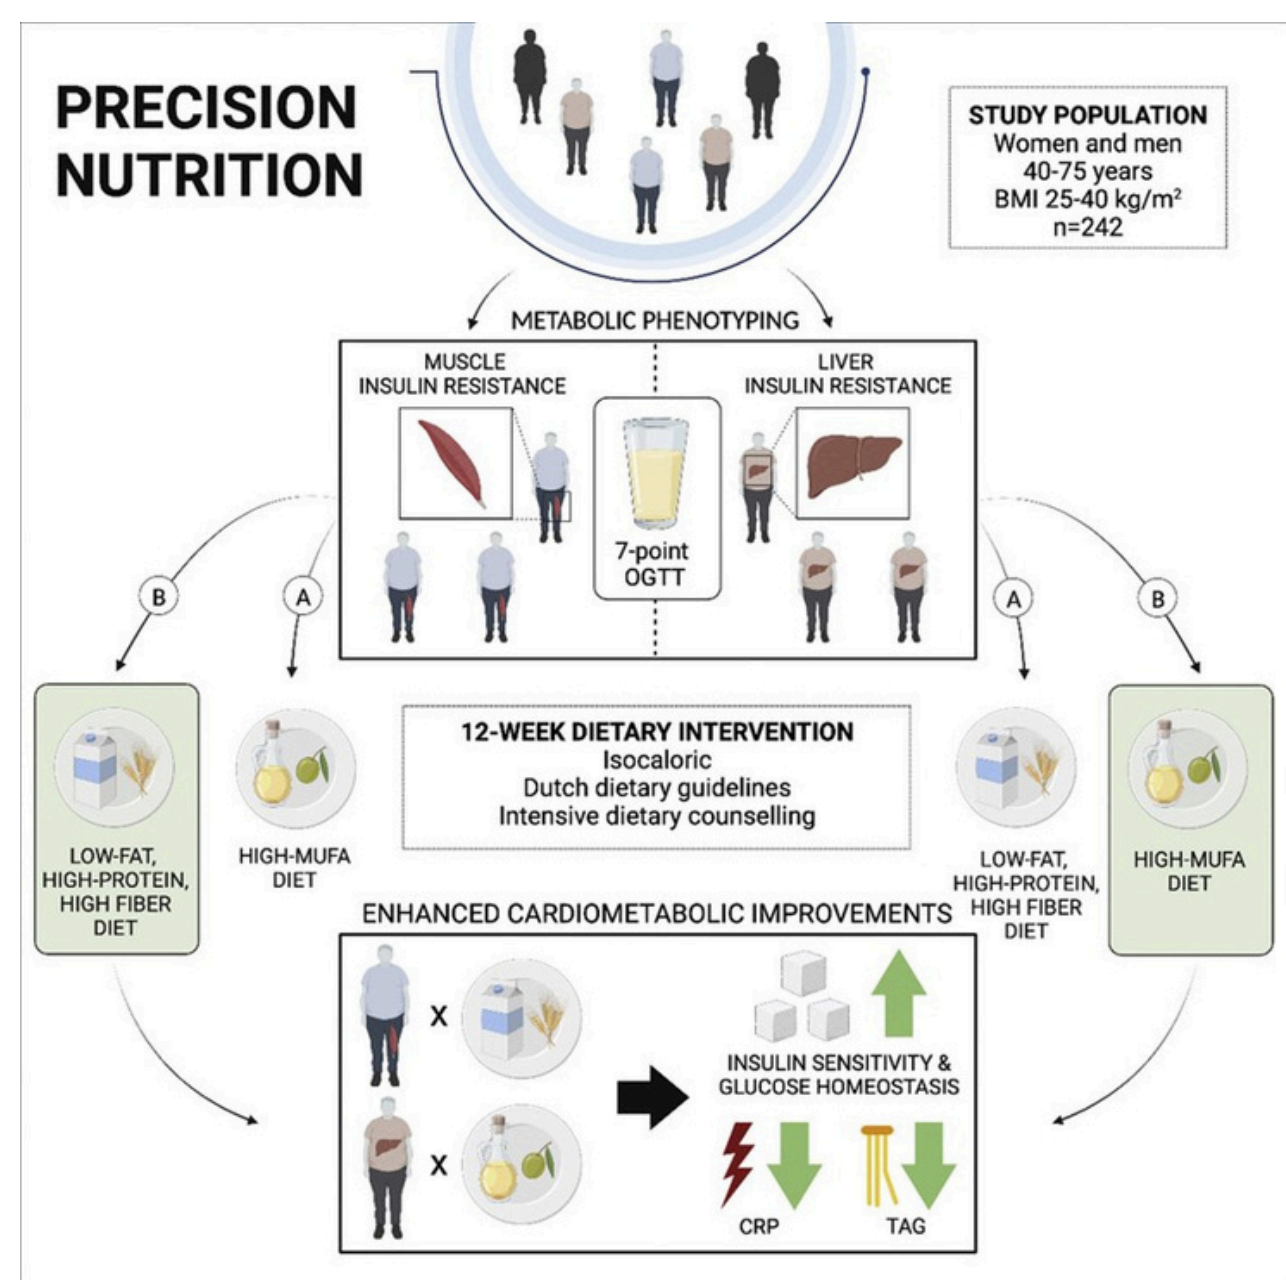 PRECISION
NUTRITION
STUDY POPULATION
Women and men
40-75 years
BMI 25-40 kg/m²
n=242
METABOLIC PHENOTYPING
MUSCLE
INSULIN RESISTANCE
LIVER
INSULIN RESISTANCE
7-point
OGTT
B
A
A
B
12-WEEK DIETARY INTERVENTION
Isocaloric
Dutch dietary guidelines
Intensive dietary counselling
LOW-FAT,
HIGH-PROTEIN,
HIGH FIBER
DIET
HIGH-MUFA
DIET
LOW-FAT,
HIGH-PROTEIN,
HIGH FIBER
DIET
HIGH-MUFA
DIET
ENHANCED CARDIOMETABOLIC IMPROVEMENTS
X
X
INSULIN SENSITIVITY &
GLUCOSE HOMEOSTASIS
CRP
TAG